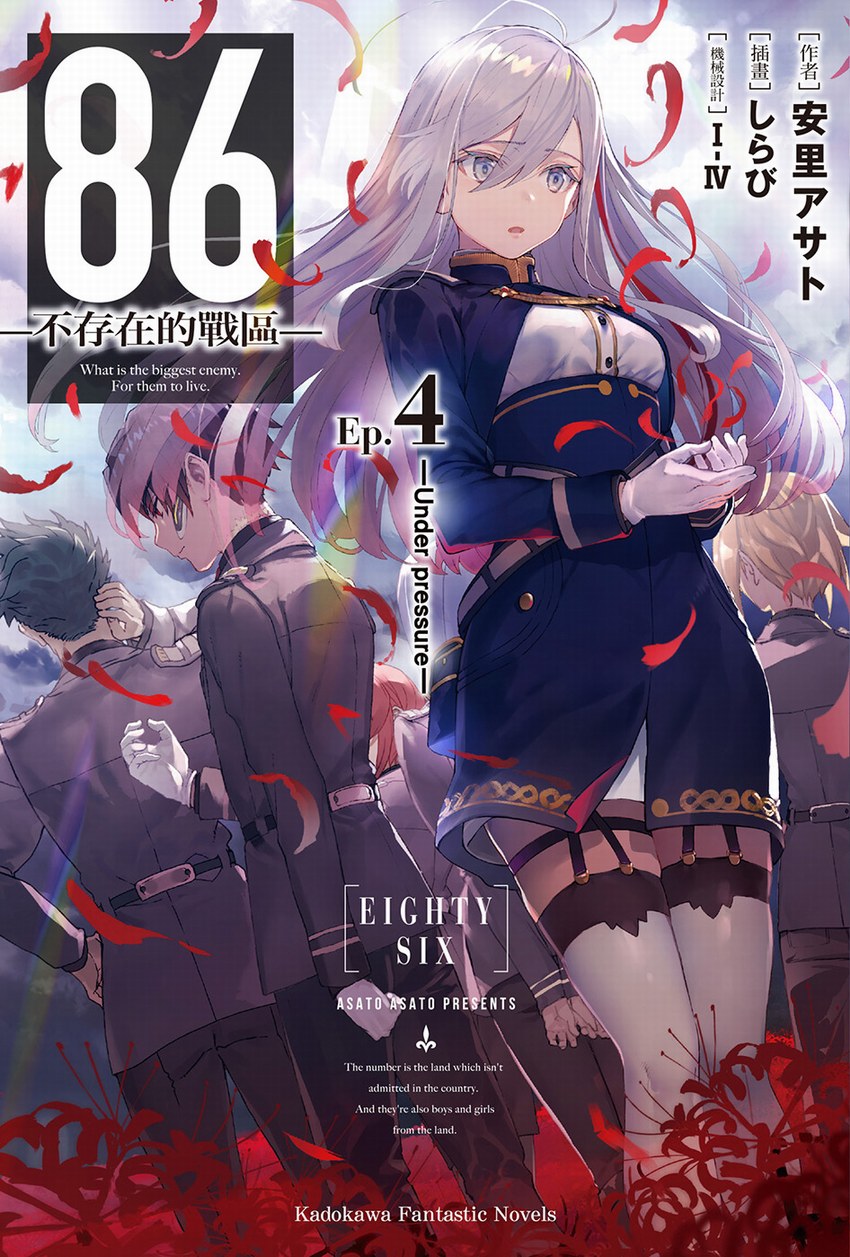 86
—不存在的戰區—
What is the biggest enemy.
For them to live.
[作者] 安里アサト
[插畫] しらび
[機械設計] I-Ⅳ
Ep.4
—Under pressure—
[EIGHTY
SIX]
ASATO ASATO PRESENTS
The number is the land which isn't
admitted in the country.
And they're also boys and girls
from the land.
Kadokawa Fantastic Novels